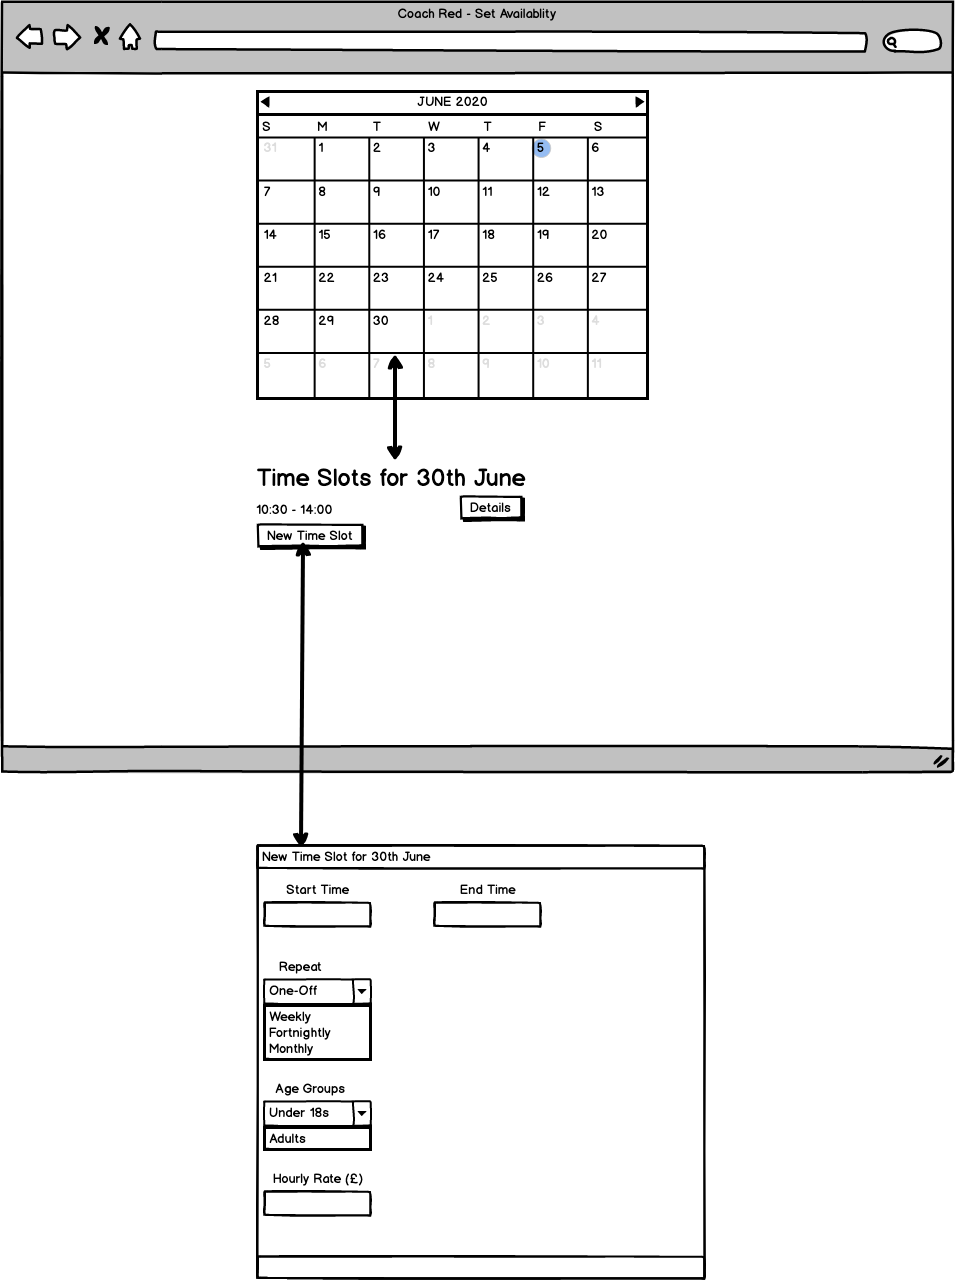 Coach Red - Set Availablity
JUNE 2020
S M T W T F S
31 1 2 3 4 5 6
7 8 9 10 11 12 13
14 15 16 17 18 19 20
21 22 23 24 25 26 27
28 29 30 1 2 3 4
5 6 7 8 9 10 11
Time Slots for 30th June
10:30 - 14:00 Details
New Time Slot
New Time Slot for 30th June
Start Time End Time
Repeat
One-Off
Weekly
Fortnightly
Monthly
Age Groups
Under 18s
Adults
Hourly Rate (£)